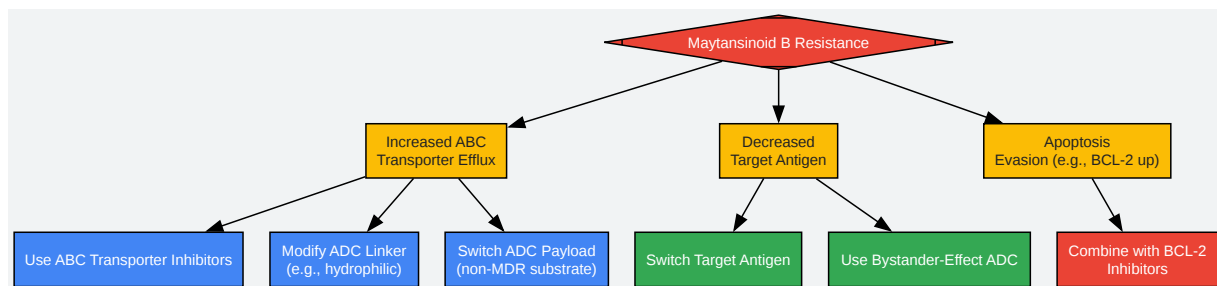 Maytansinoid B Resistance
Increased ABC
Transporter Efflux
Decreased
Target Antigen
Apoptosis
Evasion (e.g., BCL-2 up)
Use ABC Transporter Inhibitors
Modify ADC Linker
(e.g., hydrophilic)
Switch ADC Payload
(non-MDR substrate)
Switch Target Antigen
Use Bystander-Effect ADC
Combine with BCL-2
Inhibitors